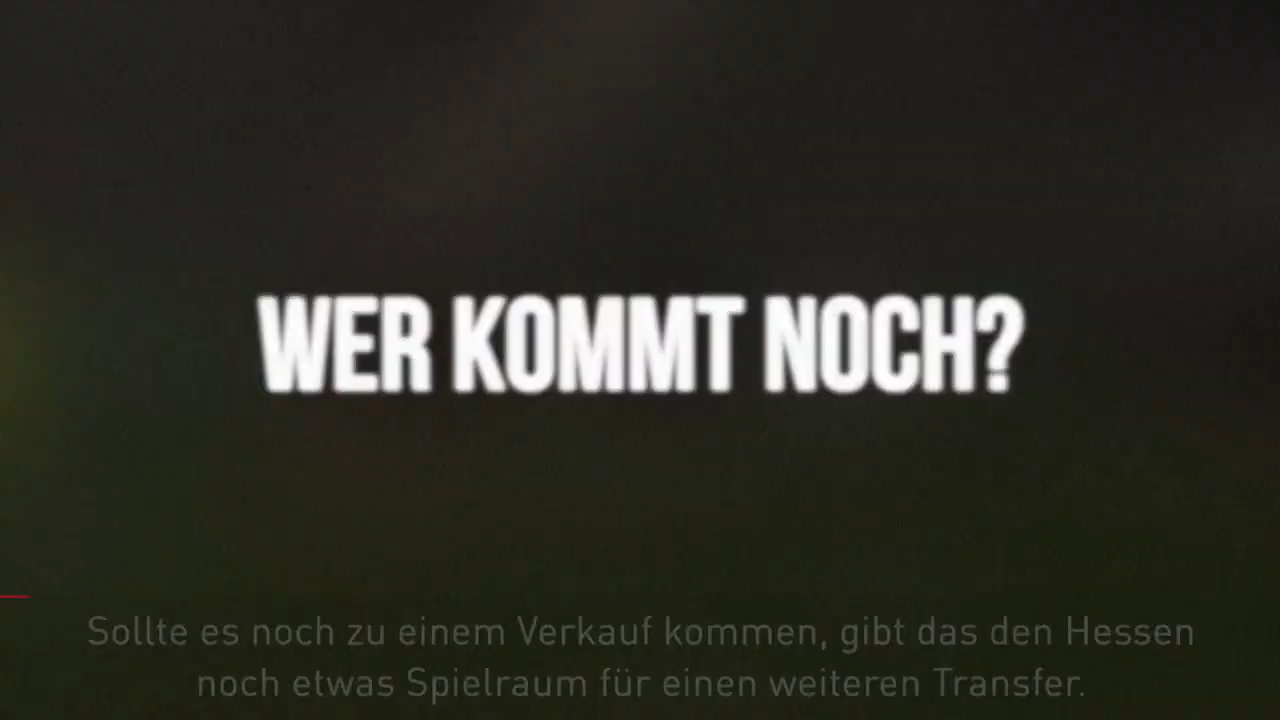 WER KOMMT NOCH?
Sollte es noch zu einem Verkauf kommen, gibt das den Hessen
noch etwas Spielraum für einen weiteren Transfer.